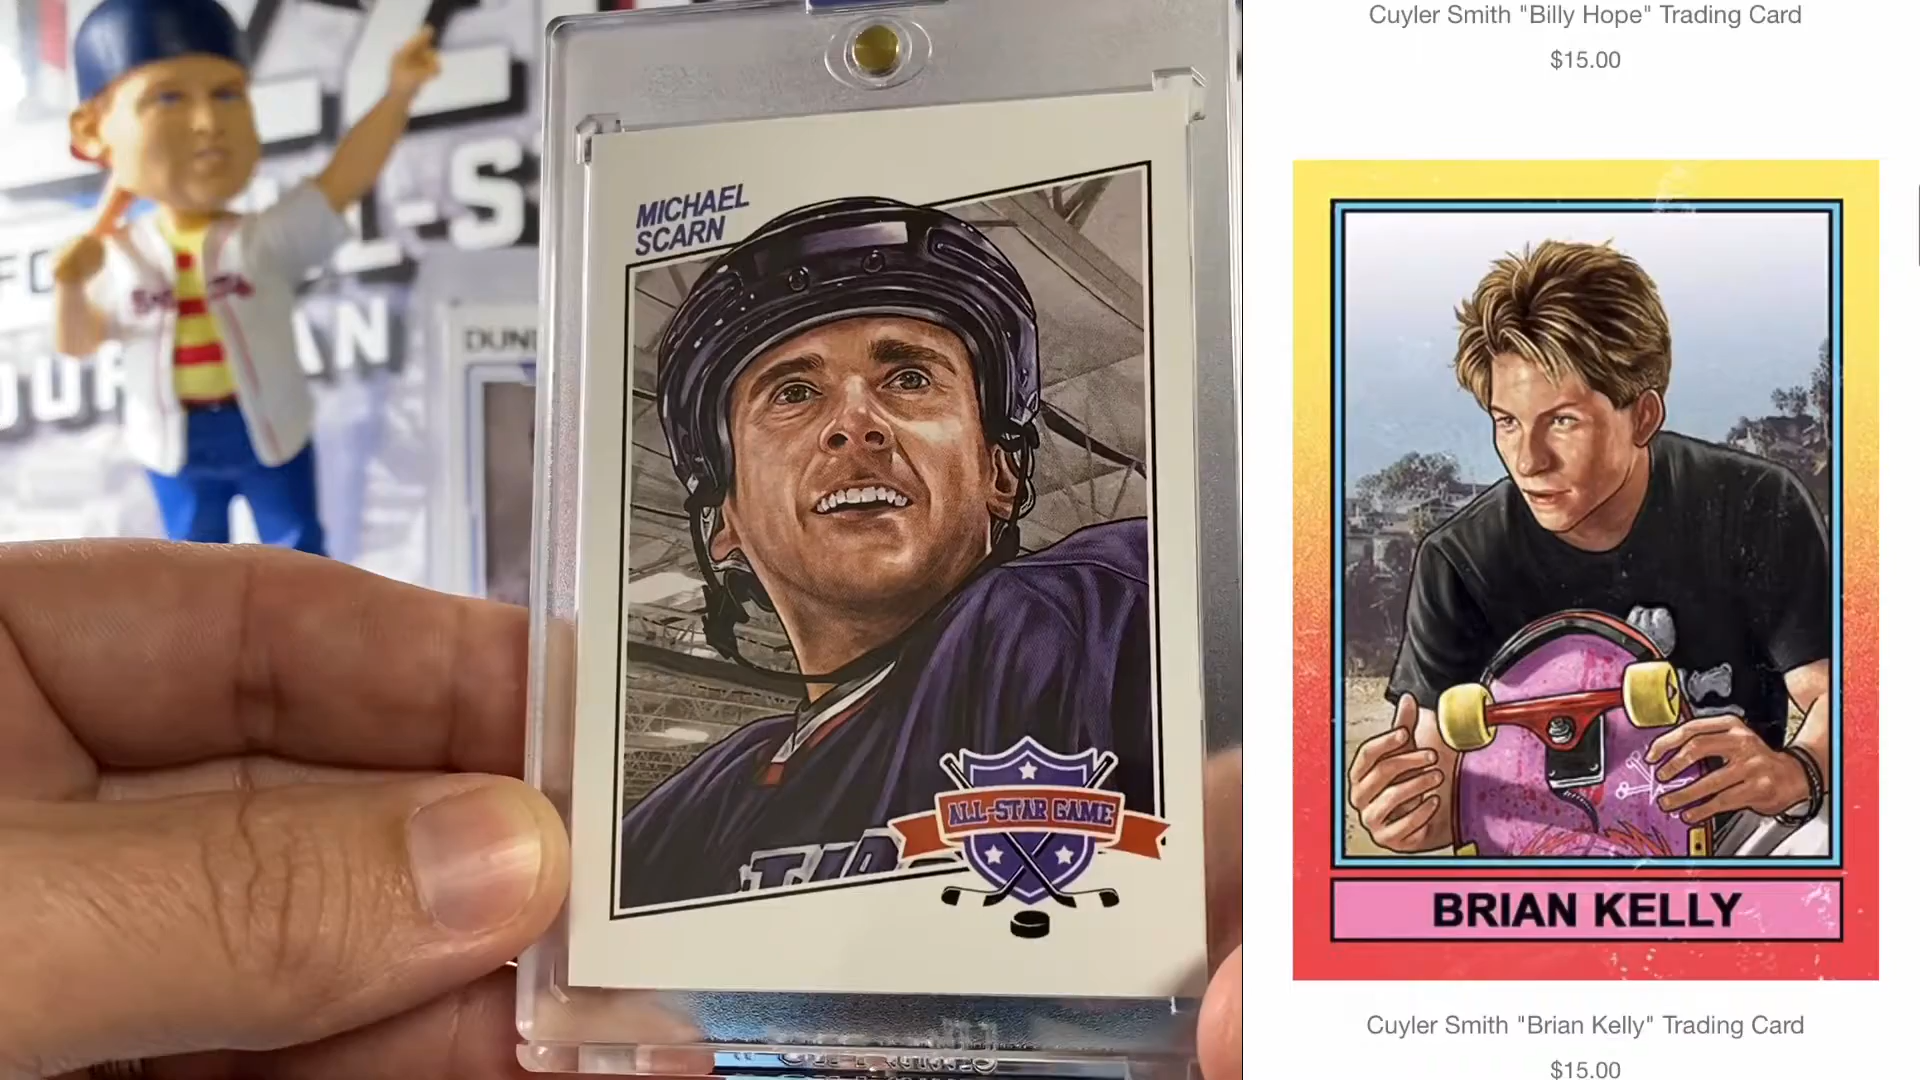 MICHAEL
SCARN
ALL-STAR GAME
Cuyler Smith "Billy Hope" Trading Card
$15.00
BRIAN KELLY
Cuyler Smith "Brian Kelly" Trading Card
$15.00